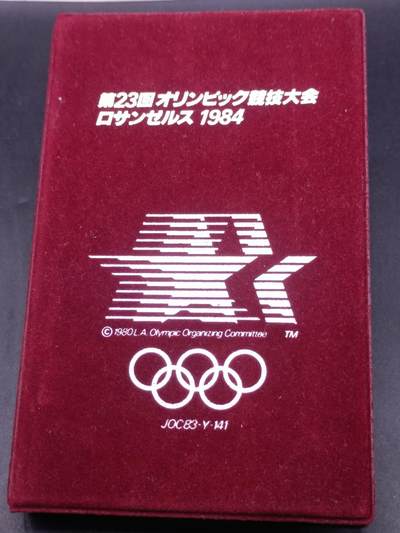 第23回オリンピック競技大会
ロサンゼルス 1984
©1980 L.A. Olympic Organizing Committee TM
JOC83-Y-141